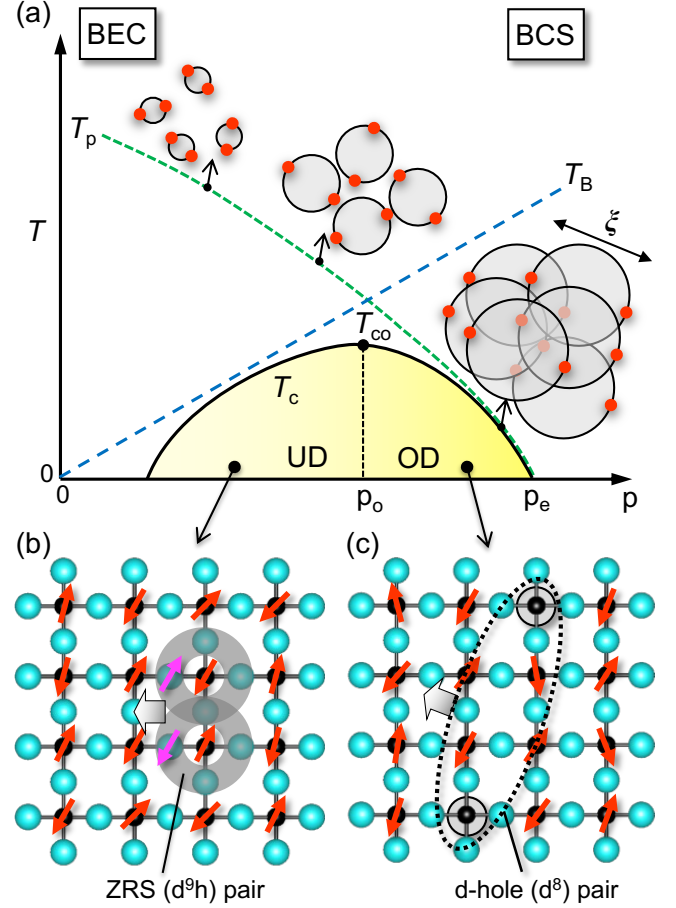 (a)
BEC
BCS
Tp
TB
ξ
T
Tco
Tc
UD
OD
0
0
po
pe
p
(b)
(c)
ZRS (d⁹h) pair
d-hole (d⁸) pair